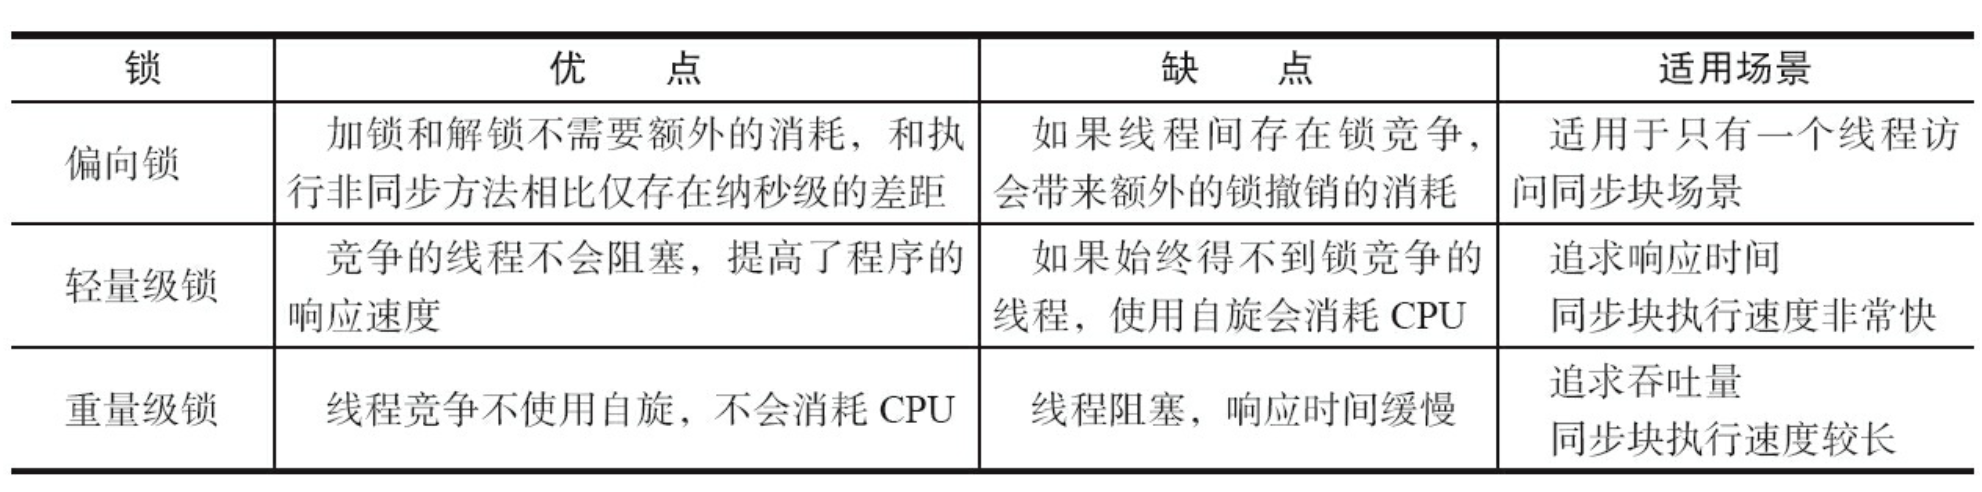 锁 优点 缺点 适用场景
偏向锁
加锁和解锁不需要额外的消耗，和执
行非同步方法相比仅存在纳秒级的差距
如果线程间存在锁竞争，
会带来额外的锁撤销的消耗
适用于只有一个线程访
问同步块场景
轻量级锁
竞争的线程不会阻塞，提高了程序的
响应速度
如果始终得不到锁竞争的
线程，使用自旋会消耗 CPU
追求响应时间
同步块执行速度非常快
重量级锁
线程竞争不使用自旋，不会消耗 CPU
线程阻塞，响应时间缓慢
追求吞吐量
同步块执行速度较长